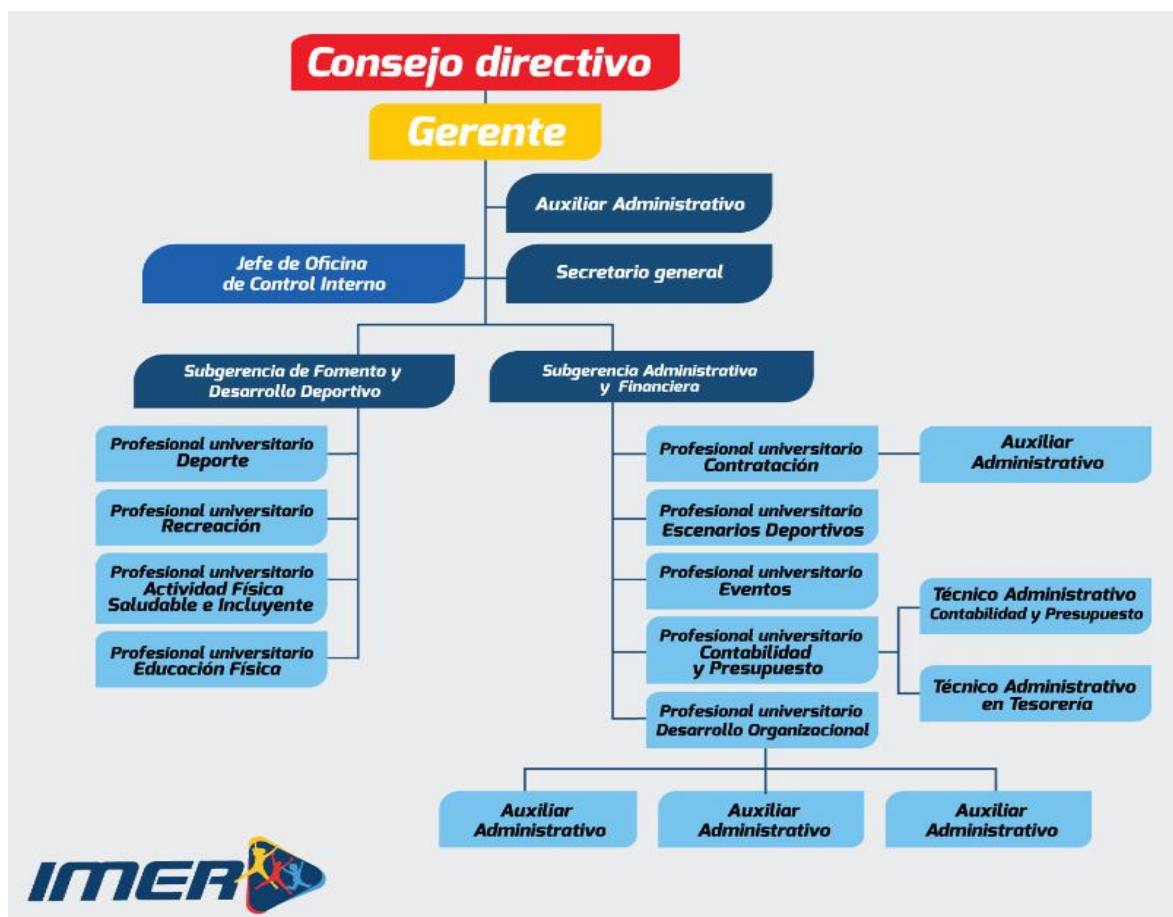 Consejo directivo
Gerente
Auxiliar Administrativo
Jefe de Oficina
de Control Interno
Secretario general
Subgerencia de Fomento y
Desarrollo Deportivo
Subgerencia Administrativa
y Financiera
Profesional universitario
Deporte
Profesional universitario
Recreación
Profesional universitario
Actividad Física
Saludable e Incluyente
Profesional universitario
Educación Física
Profesional universitario
Contratación
Auxiliar
Administrativo
Profesional universitario
Escenarios Deportivos
Profesional universitario
Eventos
Profesional universitario
Contabilidad
y Presupuesto
Técnico Administrativo
Contabilidad y Presupuesto
Técnico Administrativo
en Tesorería
Profesional universitario
Desarrollo Organizacional
Auxiliar
Administrativo
Auxiliar
Administrativo
Auxiliar
Administrativo
IMER